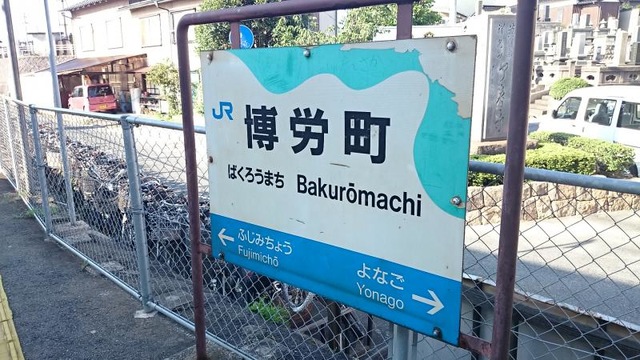 JR
博労町
ばくろうまち Bakurōmachi
← ふじみちょう
Fujimichō
よなご →
Yonago